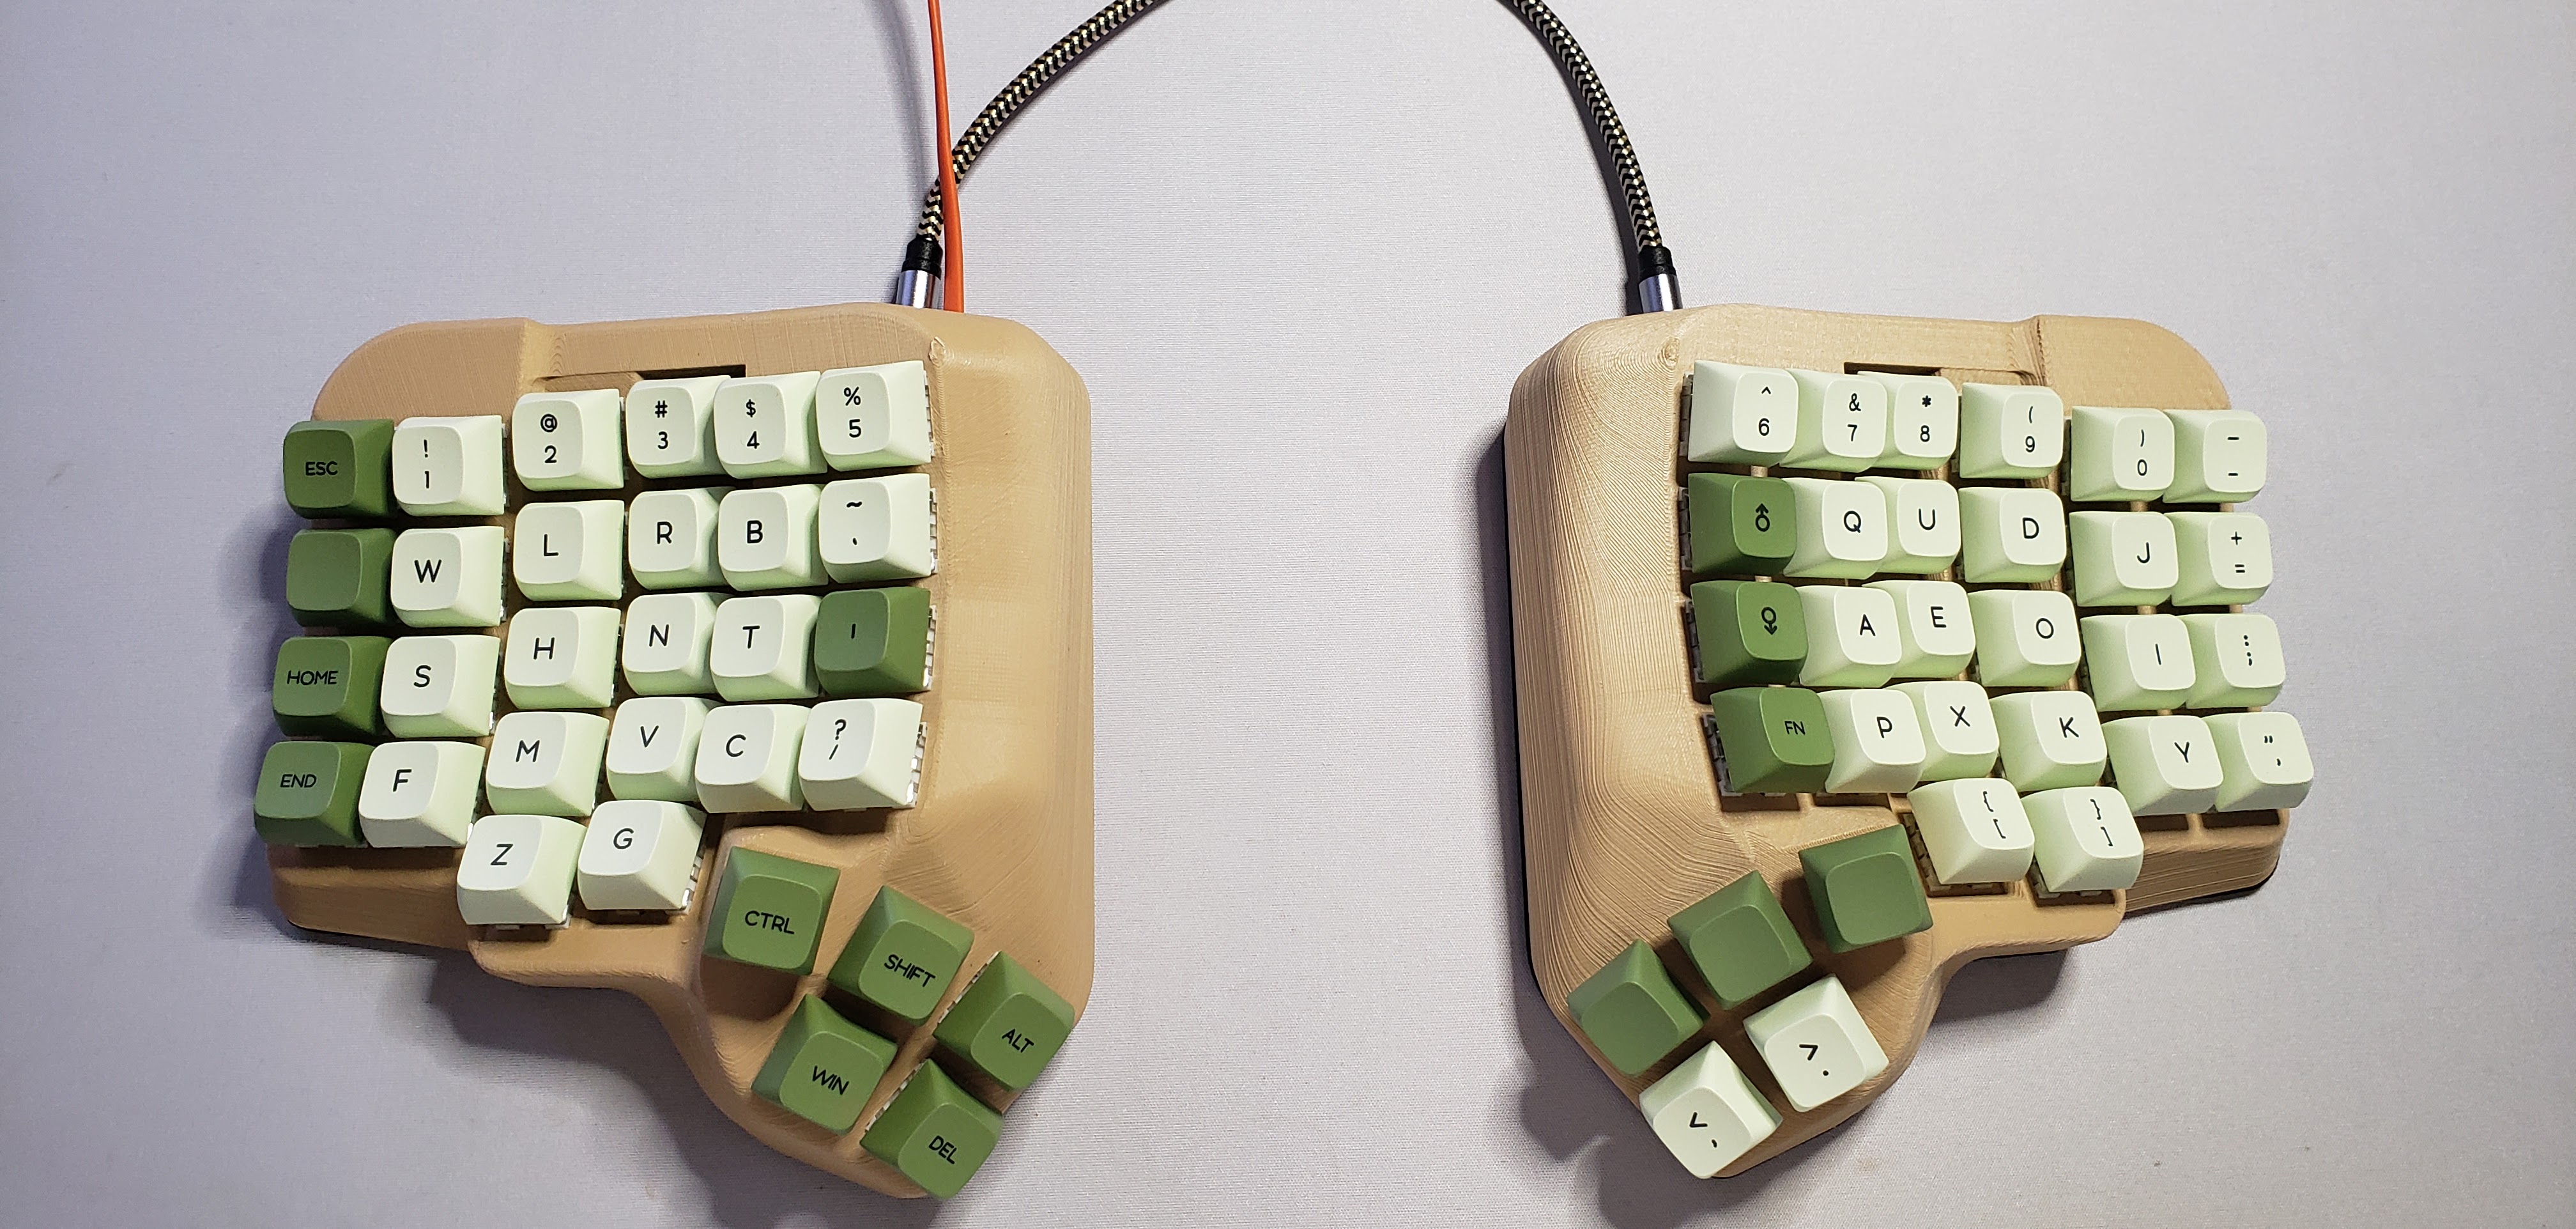 ESC ! 1 @ 2 # 3 $ 4 % 5
W L R B ~ `
HOME S H N T I
END F M V C ? /
Z G
CTRL SHIFT ALT
WIN DEL
^ 6 & 7 * 8 ( 9 ) 0 _ -
Q U D J + =
A E O I : ;
FN P X K Y " '
{ [ } ]
> .
< ,